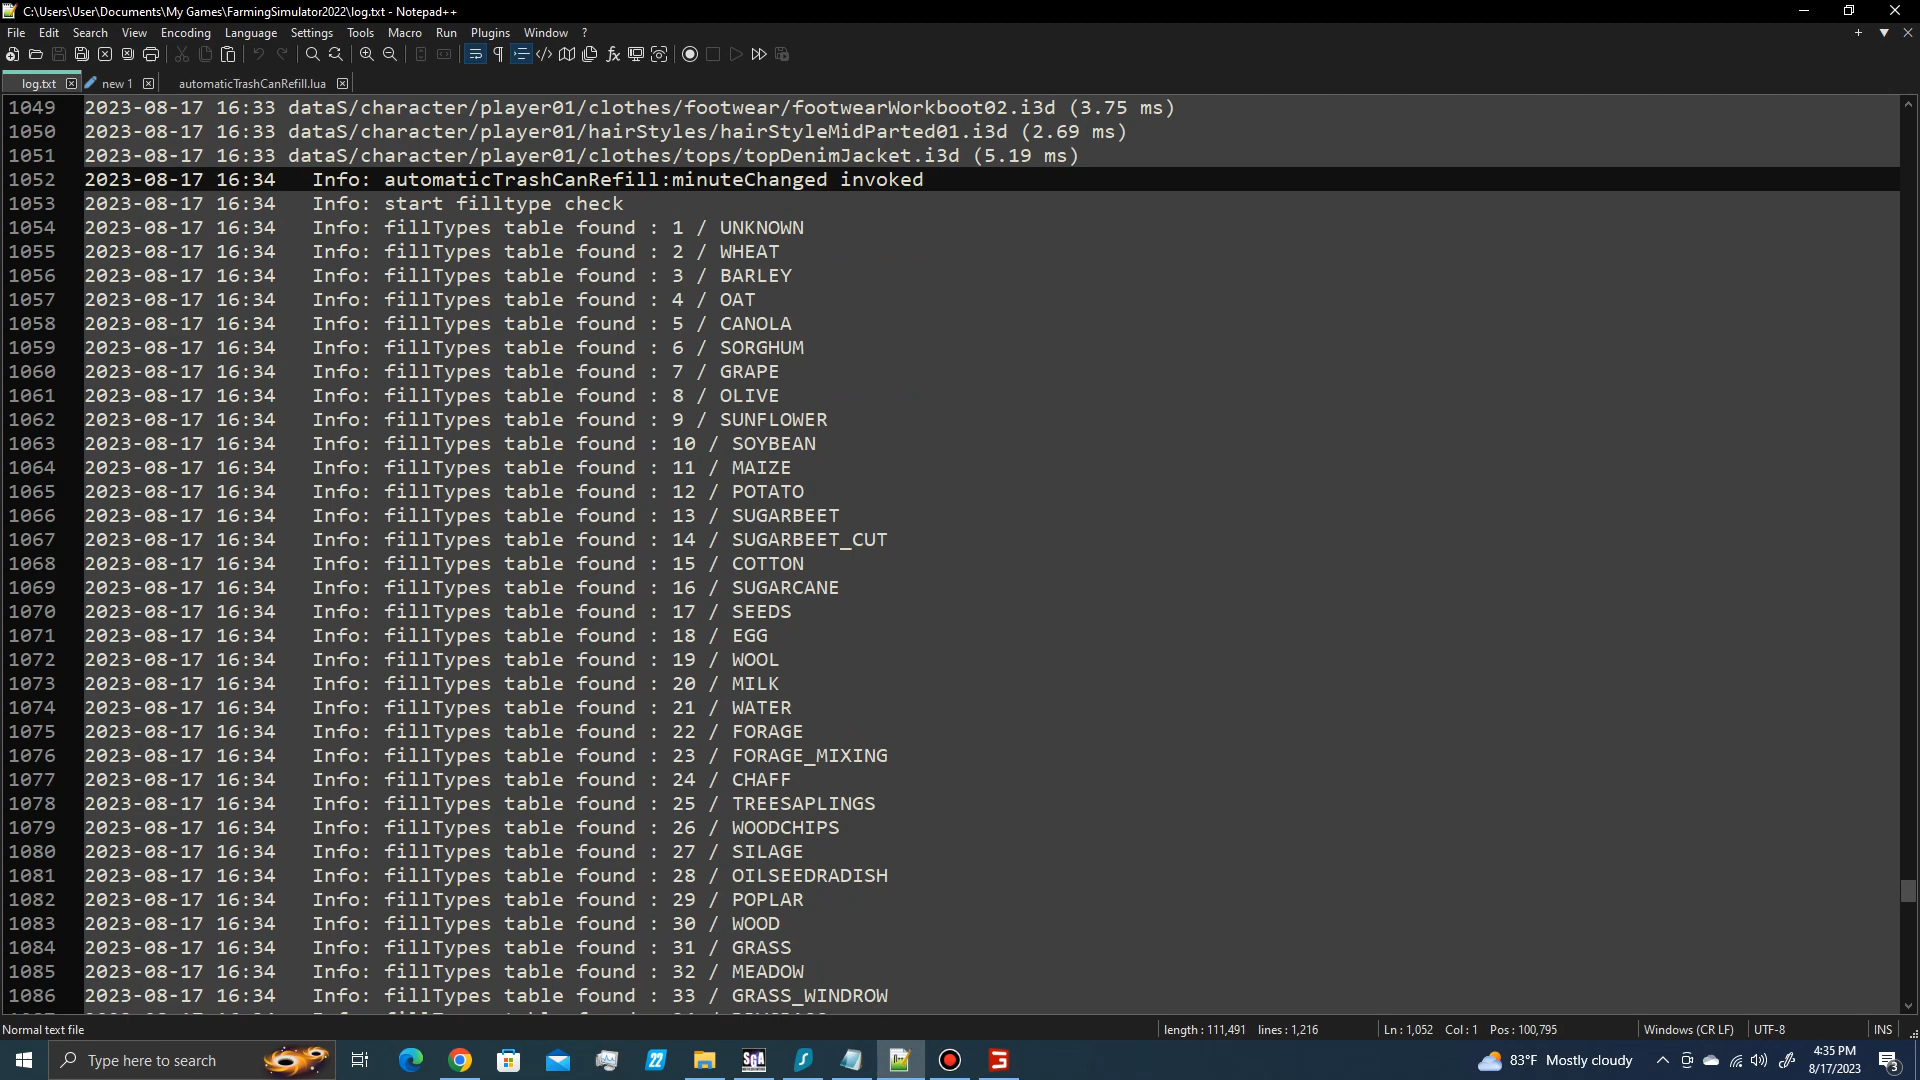 C:\Users\User\Documents\My Games\FarmingSimulator2022\log.txt - Notepad++
File Edit Search View Encoding Language Settings Tools Macro Run Plugins Window ?
log.txt new 1 automaticTrashCanRefill.lua
1049 2023-08-17 16:33 dataS/character/player01/clothes/footwear/footwearWorkboot02.i3d (3.75 ms)
1050 2023-08-17 16:33 dataS/character/player01/hairStyles/hairStyleMidParted01.i3d (2.69 ms)
1051 2023-08-17 16:33 dataS/character/player01/clothes/tops/topDenimJacket.i3d (5.19 ms)
1052 2023-08-17 16:34 Info: automaticTrashCanRefill:minuteChanged invoked
1053 2023-08-17 16:34 Info: start filltype check
1054 2023-08-17 16:34 Info: fillTypes table found : 1 / UNKNOWN
1055 2023-08-17 16:34 Info: fillTypes table found : 2 / WHEAT
1056 2023-08-17 16:34 Info: fillTypes table found : 3 / BARLEY
1057 2023-08-17 16:34 Info: fillTypes table found : 4 / OAT
1058 2023-08-17 16:34 Info: fillTypes table found : 5 / CANOLA
1059 2023-08-17 16:34 Info: fillTypes table found : 6 / SORGHUM
1060 2023-08-17 16:34 Info: fillTypes table found : 7 / GRAPE
1061 2023-08-17 16:34 Info: fillTypes table found : 8 / OLIVE
1062 2023-08-17 16:34 Info: fillTypes table found : 9 / SUNFLOWER
1063 2023-08-17 16:34 Info: fillTypes table found : 10 / SOYBEAN
1064 2023-08-17 16:34 Info: fillTypes table found : 11 / MAIZE
1065 2023-08-17 16:34 Info: fillTypes table found : 12 / POTATO
1066 2023-08-17 16:34 Info: fillTypes table found : 13 / SUGARBEET
1067 2023-08-17 16:34 Info: fillTypes table found : 14 / SUGARBEET_CUT
1068 2023-08-17 16:34 Info: fillTypes table found : 15 / COTTON
1069 2023-08-17 16:34 Info: fillTypes table found : 16 / SUGARCANE
1070 2023-08-17 16:34 Info: fillTypes table found : 17 / SEEDS
1071 2023-08-17 16:34 Info: fillTypes table found : 18 / EGG
1072 2023-08-17 16:34 Info: fillTypes table found : 19 / WOOL
1073 2023-08-17 16:34 Info: fillTypes table found : 20 / MILK
1074 2023-08-17 16:34 Info: fillTypes table found : 21 / WATER
1075 2023-08-17 16:34 Info: fillTypes table found : 22 / FORAGE
1076 2023-08-17 16:34 Info: fillTypes table found : 23 / FORAGE_MIXING
1077 2023-08-17 16:34 Info: fillTypes table found : 24 / CHAFF
1078 2023-08-17 16:34 Info: fillTypes table found : 25 / TREESAPLINGS
1079 2023-08-17 16:34 Info: fillTypes table found : 26 / WOODCHIPS
1080 2023-08-17 16:34 Info: fillTypes table found : 27 / SILAGE
1081 2023-08-17 16:34 Info: fillTypes table found : 28 / OILSEEDRADISH
1082 2023-08-17 16:34 Info: fillTypes table found : 29 / POPLAR
1083 2023-08-17 16:34 Info: fillTypes table found : 30 / WOOD
1084 2023-08-17 16:34 Info: fillTypes table found : 31 / GRASS
1085 2023-08-17 16:34 Info: fillTypes table found : 32 / MEADOW
1086 2023-08-17 16:34 Info: fillTypes table found : 33 / GRASS_WINDROW
Normal text file length : 111,491 lines : 1,216 Ln : 1,052 Col : 1 Pos : 100,795 Windows (CR LF) UTF-8 INS
Type here to search 22 SGA 83°F Mostly cloudy 4:35 PM
8/17/2023 3